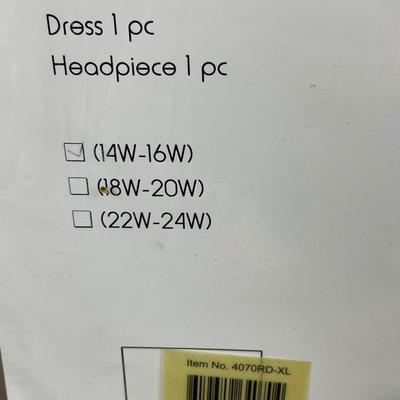 Dress 1 pc
Headpiece 1 pc
(14W-16W)
(18W-20W)
(22W-24W)
Item No. 4070RD-XL